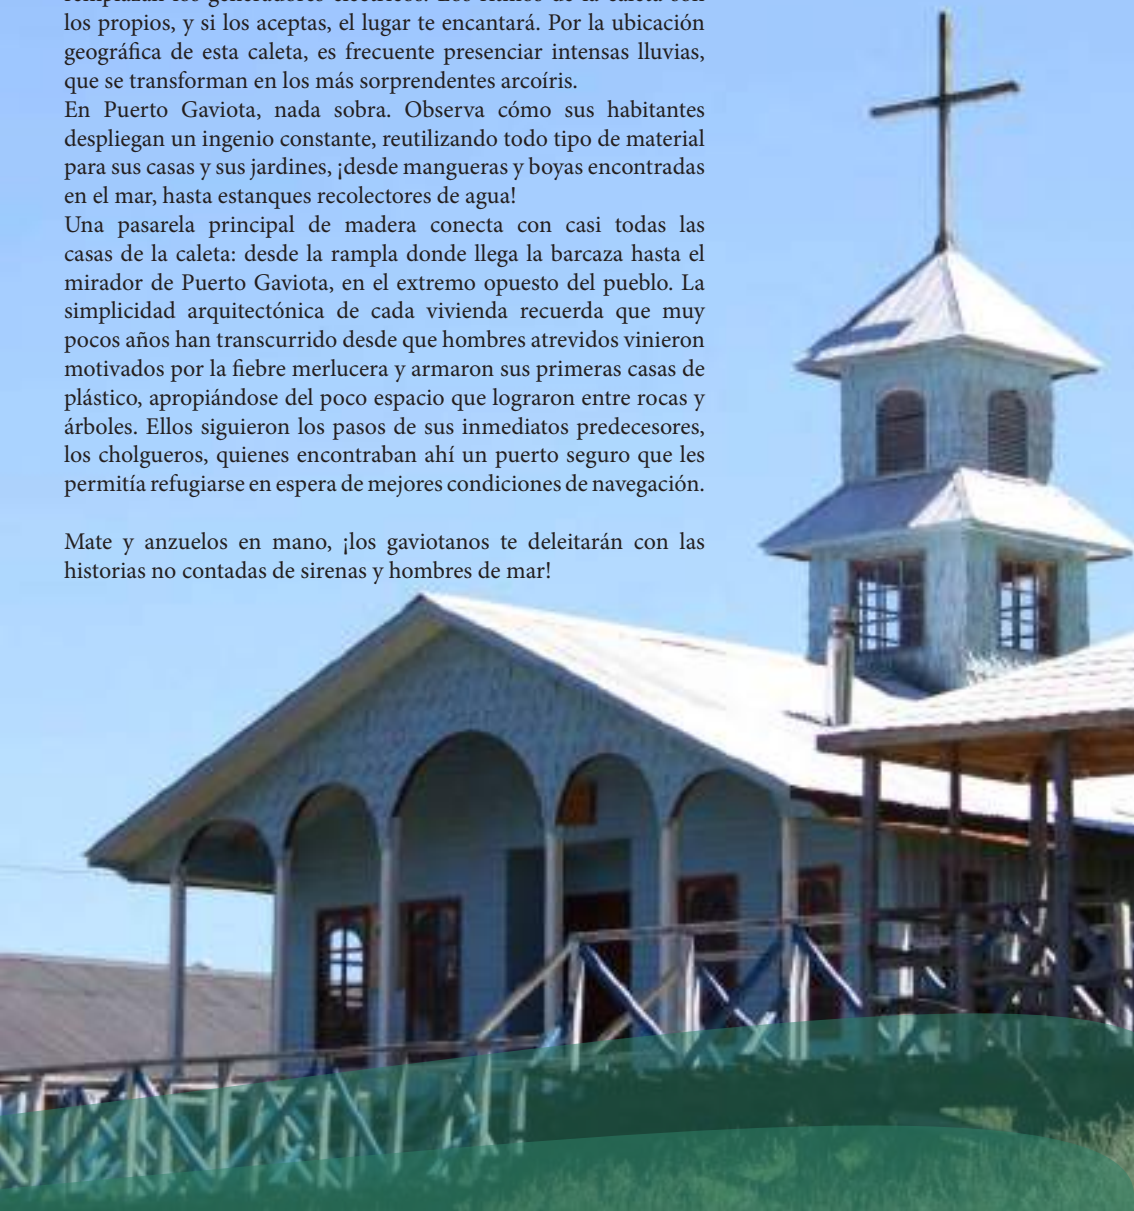 los propios, y si los aceptas, el lugar te encantará. Por la ubicación
geográfica de esta caleta, es frecuente presenciar intensas lluvias,
que se transforman en los más sorprendentes arcoíris.
En Puerto Gaviota, nada sobra. Observa cómo sus habitantes
despliegan un ingenio constante, reutilizando todo tipo de material
para sus casas y sus jardines, ¡desde mangueras y boyas encontradas
en el mar, hasta estanques recolectores de agua!
Una pasarela principal de madera conecta con casi todas las
casas de la caleta: desde la rampla donde llega la barcaza hasta el
mirador de Puerto Gaviota, en el extremo opuesto del pueblo. La
simplicidad arquitectónica de cada vivienda recuerda que muy
pocos años han transcurrido desde que hombres atrevidos vinieron
motivados por la fiebre merlucera y armaron sus primeras casas de
plástico, apropiándose del poco espacio que lograron entre rocas y
árboles. Ellos siguieron los pasos de sus inmediatos predecesores,
los cholgueros, quienes encontraban ahí un puerto seguro que les
permitía refugiarse en espera de mejores condiciones de navegación.
Mate y anzuelos en mano, ¡los gaviotanos te deleitarán con las
historias no contadas de sirenas y hombres de mar!